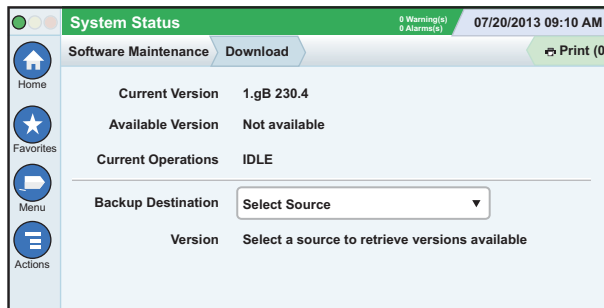 System Status
0 Warning(s)
0 Alarms(s)
07/20/2013 09:10 AM
Software Maintenance
Download
Print (0
Home
Current Version 1.gB 230.4
Available Version Not available
Favorites
Current Operations IDLE
Menu
Backup Destination Select Source
Version Select a source to retrieve versions available
Actions